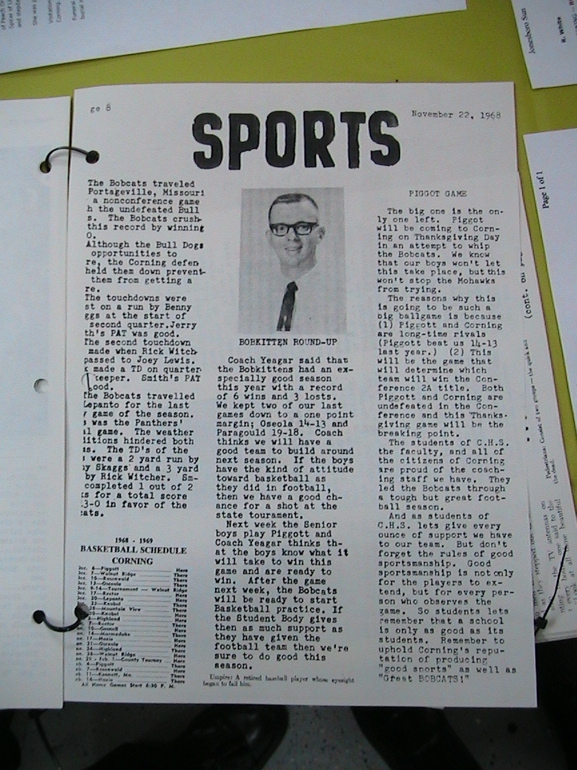 ge 8
November 22, 1968
SPORTS
The Bobcats traveled
Portageville, Missouri
a nonconference game
h the undefeated Bull
s. The Bobcats crush
this record by winning
0.
Although the Bull Dogs
opportunities to
re, the Corning defen
held them down prevent-
them from getting a
re.
The touchdowns were
st on a run by Benny
ggs at the start of
second quarter.Jerry
th's PAT was good.
The second touchdown
made when Rick Witch
passed to Joey Lewis.
made a TD on quarter
keeper. Smith's PAT
ood.
he Bobcats travelled
Lepanto for the last
game of the season.
was the Panthers'
l game. The weather
itions hindered both
s. The TD's of the
were a 2 yard run by
y Skaggs and a 3 yard
by Rick Witcher. Sm-
completed 1 out of 2
s for a total score
3-0 in favor of the
cats.
1968 - 1969
BASKETBALL SCHEDULE
CORNING
All Home Games Start 6:30 P. M.
BOBKITTEN ROUND-UP
Coach Yeagar said that
the Bobkittens had an ex-
specially good season
this year with a record
of 6 wins and 3 losts.
We kept two of our last
games down to a one point
margin; Oseola 14-13 and
Paragould 19-18. Coach
thinks we will have a
good team to build around
next season. If the boys
have the kind of attitude
toward basketball as
they did in football,
then we have a good ch-
ance for a shot at the
state tournament.
Next week the Senior
boys play Piggott and
Coach Yeagar thinks th-
at the boys know what it
will take to win this
game and are ready to
win. After the game
next week, the Bobcats
will be ready to start
Basketball practice. If
the Student Body gives
then as much support as
they have given the
football team then we're
sure to do good this
season.
Umpire: A retired baseball player whose eyesight
began to fail him.
PIGGOT GAME
The big one is the on-
ly one left. Piggot
will be coming to Corn-
ing on Thanksgiving Day
in an attempt to whip
the Bobcats. We know
that our boys won't let
this take place, but this
won't stop the Mohawks
from trying.
The reasons why this
is going to be such a
big ballgame is because
(1) Piggott and Corning
are long-time rivals
(Piggott beat us 14-13
last year.) (2) This
will be the game that
will determine which
team will win the Con-
ference 2A title. Both
Piggott and Corning are
undefeated in the Con-
ference and this Thanks-
giving game will be the
breaking point.
The students of C.H.S.
the faculty, and all of
the citizens of Corning
are proud of the coach-
ing staff we have. They
led the Bobcats through
a tough but great foot-
ball season.
And as students of
C.H.S. lets give every
ounce of support we have
to our team. But don't
forget the rules of good
sportsmanship. Good
sportsmanship is not only
for the players to ex-
tend, but for every per-
son who observes the
game. So students lets
remember that a school
is only as good as its
students. Remember to
uphold Corning's repu-
tation of producing
"good sports" as well as
"Great BOBCATS!"
Jonesboro Sun
R. White
Page 1 of 1
(cont. on